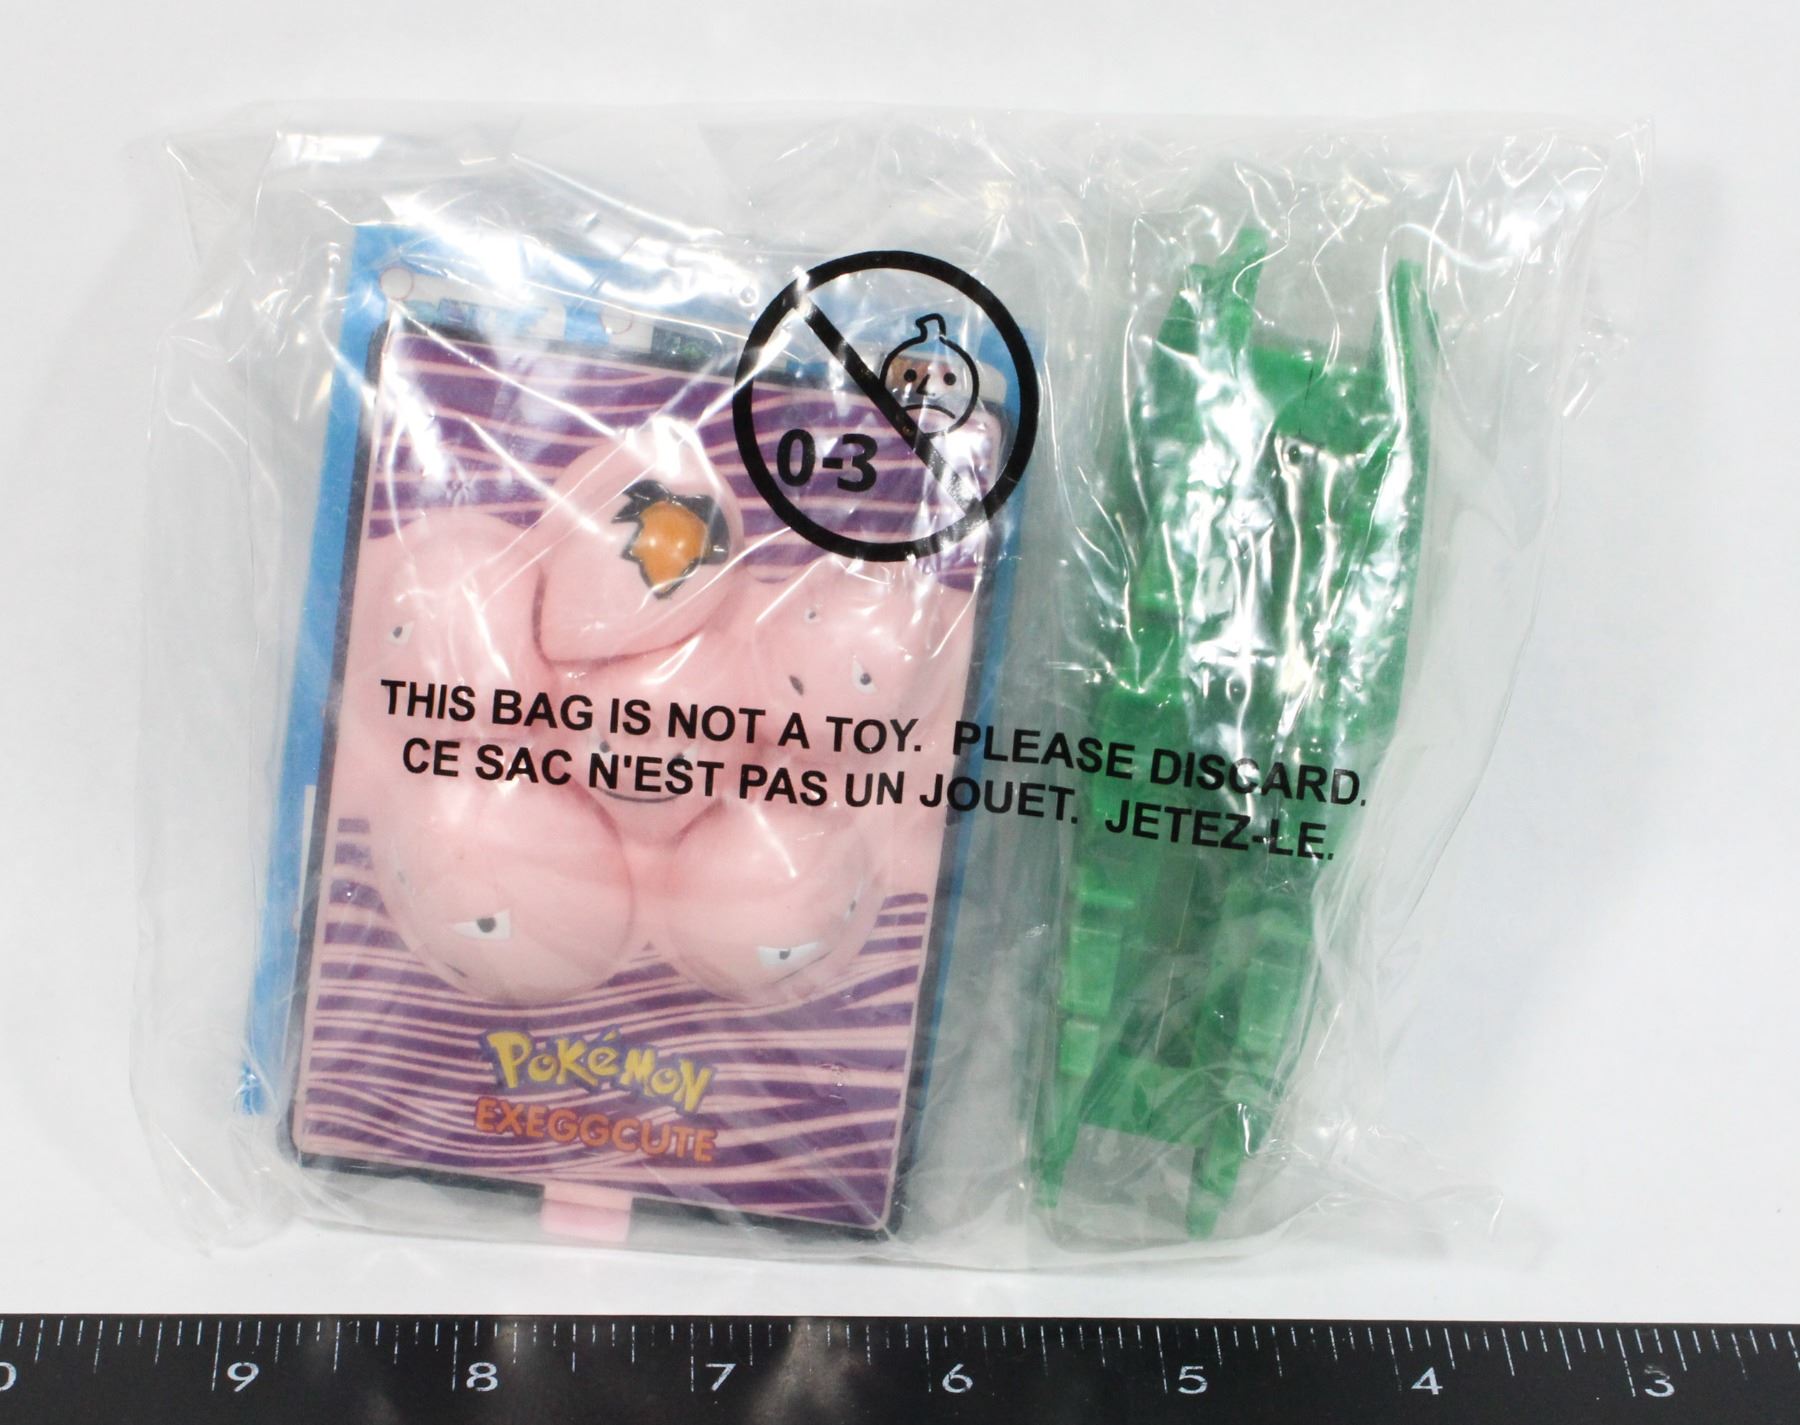 0-3
THIS BAG IS NOT A TOY. PLEASE DISCARD.
CE SAC N'EST PAS UN JOUET. JETEZ-LE.
POKéMON
EXEGGCUTE
0 9 8 7 6 5 4 3